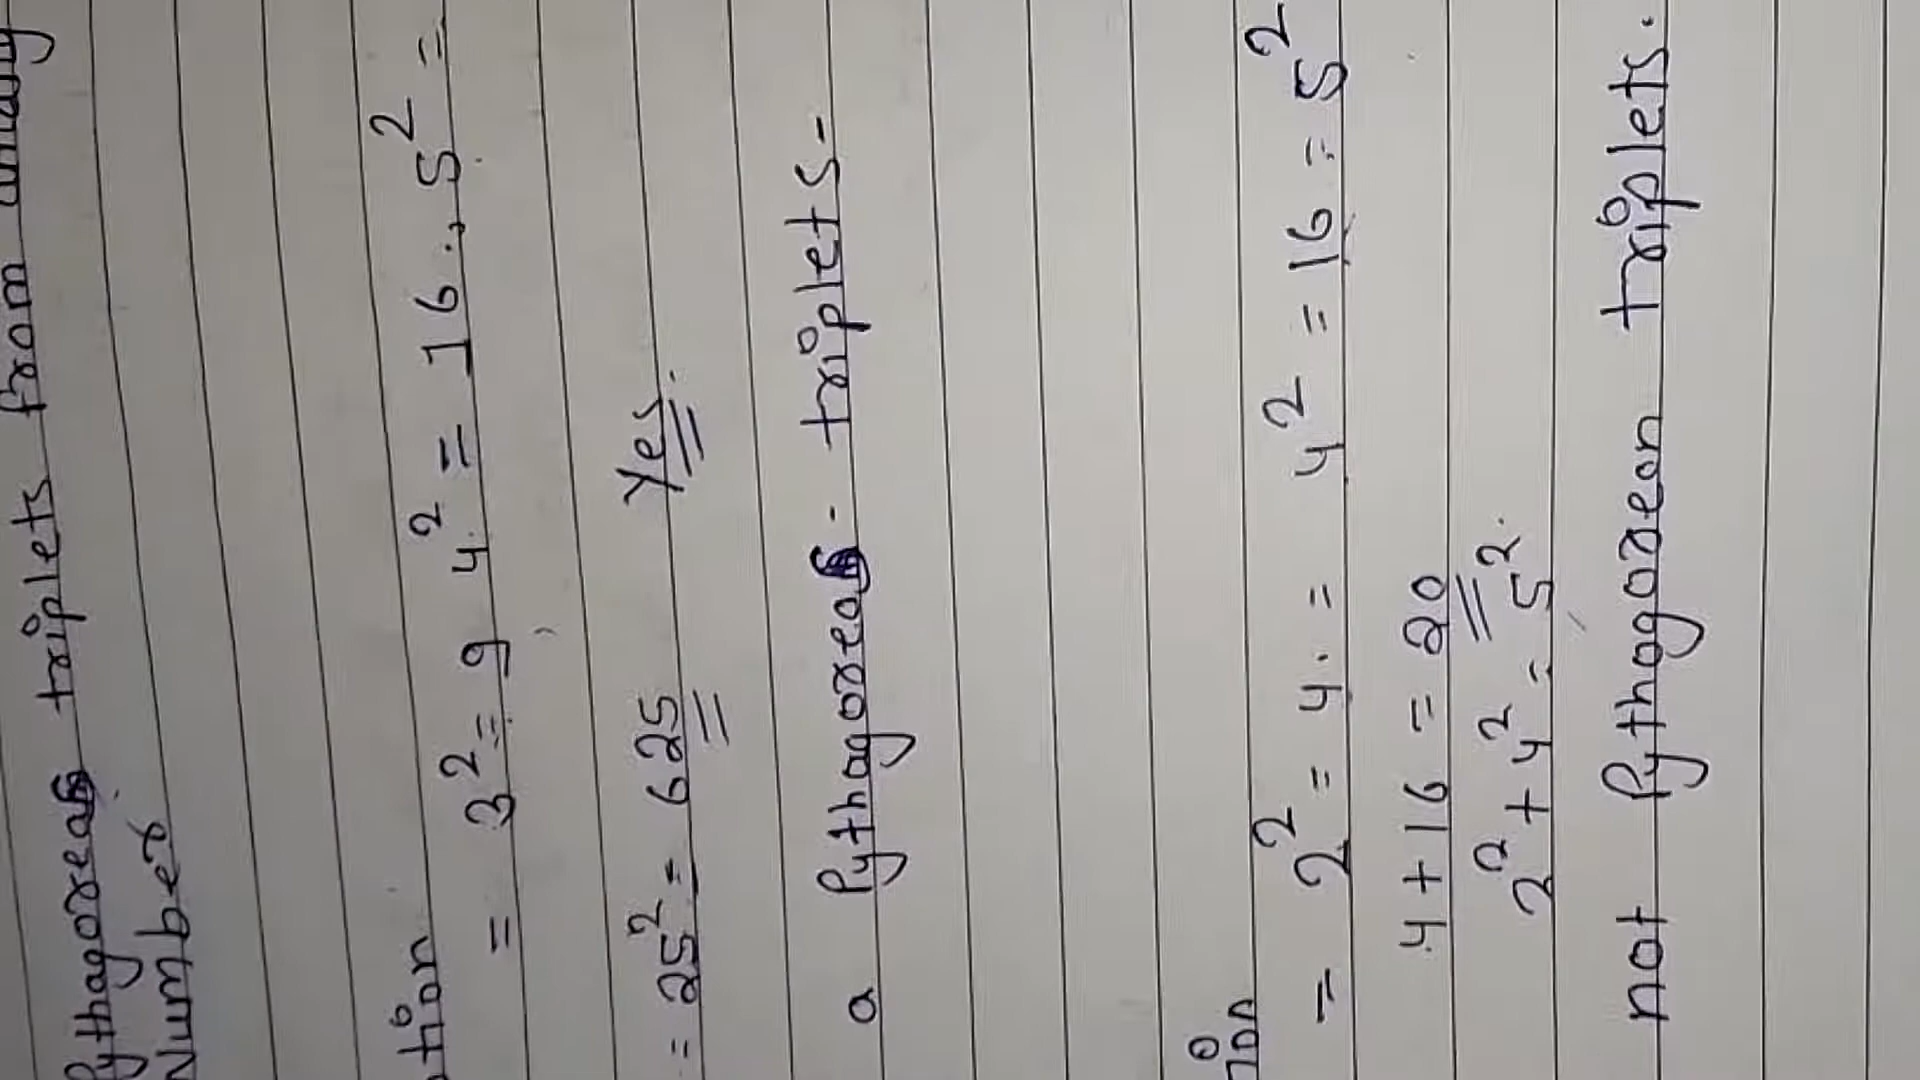 Pythagorean triplets from
Number
tion
= 3² = 9 4² = 16., 5² =
= 25² = 625 Yes.
a Pythagorean. triplets-
ion
= 2² = 4. = 4² = 16 = 5²
4 + 16 = 20
2² + 4² = 5².
not Pythagorean triplets.